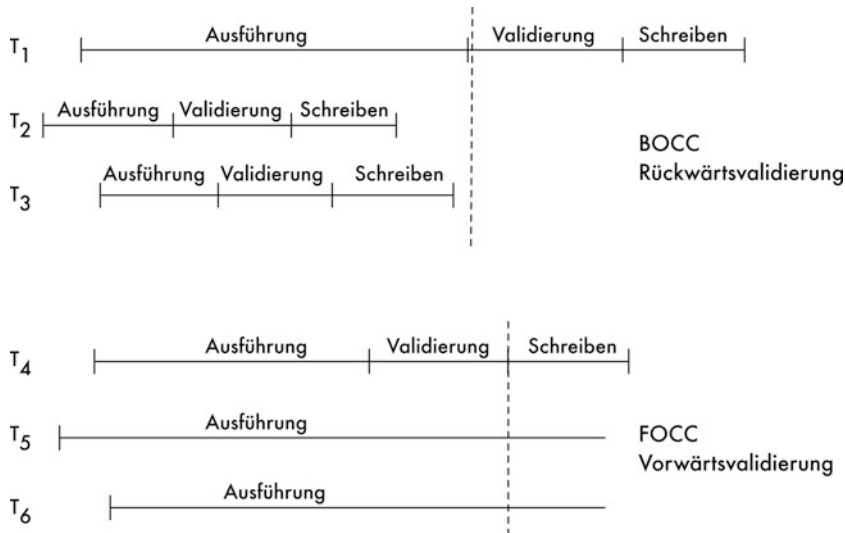 T1 Ausführung Validierung Schreiben
T2 Ausführung Validierung Schreiben
BOCC
Rückwärtsvalidierung
T3 Ausführung Validierung Schreiben
T4 Ausführung Validierung Schreiben
T5 Ausführung
FOCC
Vorwärtsvalidierung
T6 Ausführung